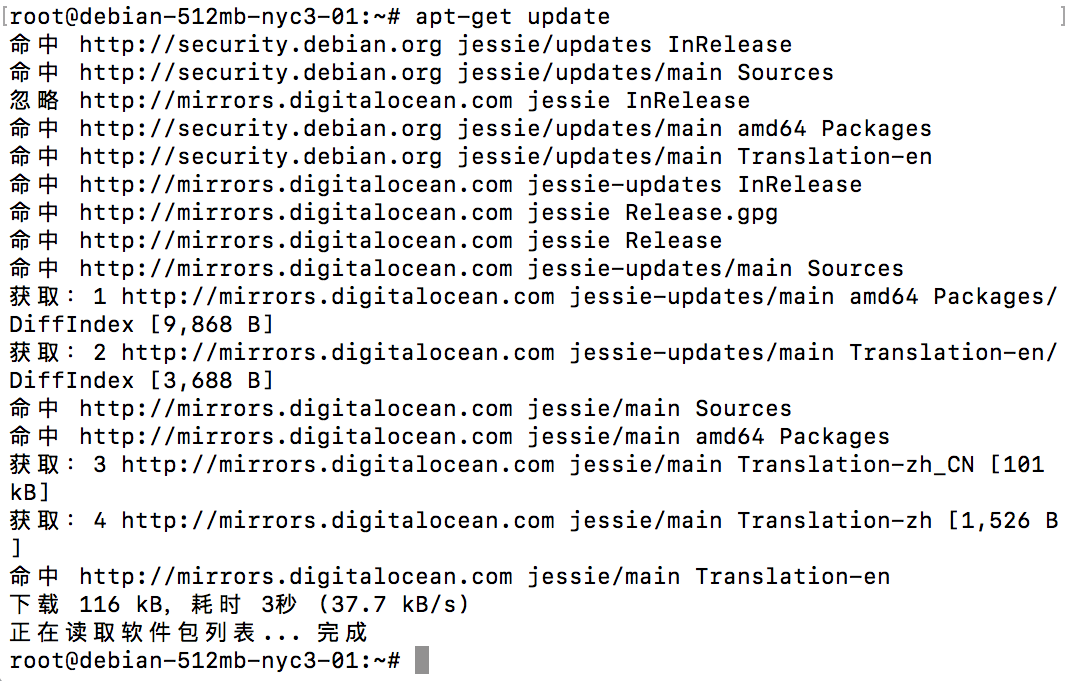 [root@debian-512mb-nyc3-01:~# apt-get update ]
命中 http://security.debian.org jessie/updates InRelease
命中 http://security.debian.org jessie/updates/main Sources
忽略 http://mirrors.digitalocean.com jessie InRelease
命中 http://security.debian.org jessie/updates/main amd64 Packages
命中 http://security.debian.org jessie/updates/main Translation-en
命中 http://mirrors.digitalocean.com jessie-updates InRelease
命中 http://mirrors.digitalocean.com jessie Release.gpg
命中 http://mirrors.digitalocean.com jessie Release
命中 http://mirrors.digitalocean.com jessie-updates/main Sources
获取：1 http://mirrors.digitalocean.com jessie-updates/main amd64 Packages/
DiffIndex [9,868 B]
获取：2 http://mirrors.digitalocean.com jessie-updates/main Translation-en/
DiffIndex [3,688 B]
命中 http://mirrors.digitalocean.com jessie/main Sources
命中 http://mirrors.digitalocean.com jessie/main amd64 Packages
获取：3 http://mirrors.digitalocean.com jessie/main Translation-zh_CN [101
kB]
获取：4 http://mirrors.digitalocean.com jessie/main Translation-zh [1,526 B
]
命中 http://mirrors.digitalocean.com jessie/main Translation-en
下载 116 kB，耗时 3秒 (37.7 kB/s)
正在读取软件包列表... 完成
root@debian-512mb-nyc3-01:~#